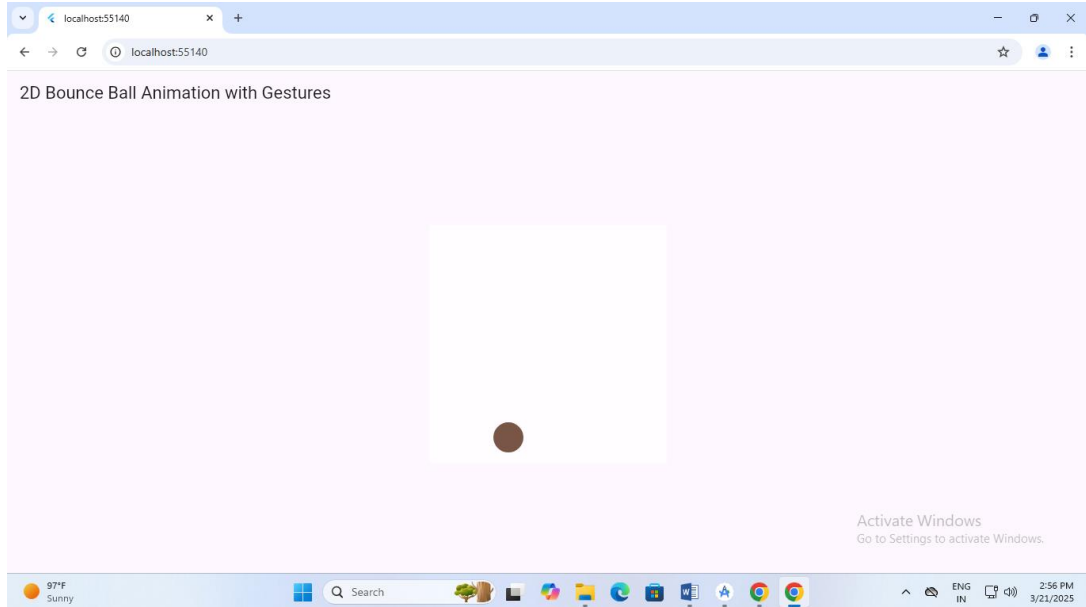 localhost:55140
localhost:55140
2D Bounce Ball Animation with Gestures
Activate Windows
Go to Settings to activate Windows.
97°F
Sunny
Search
ENG
IN
2:56 PM
3/21/2025